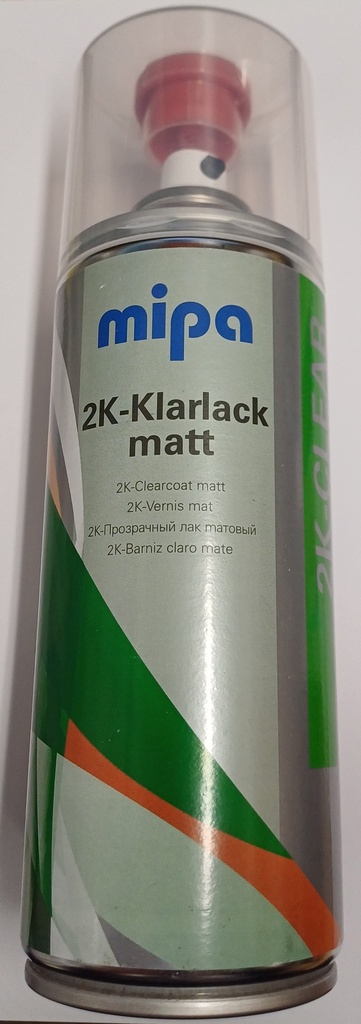 mipa
2K-Klarlack
matt
2K-Clearcoat matt
2K-Vernis mat
2K-Прозрачный лак матовый
2K-Barniz claro mate
2K-CLEAR